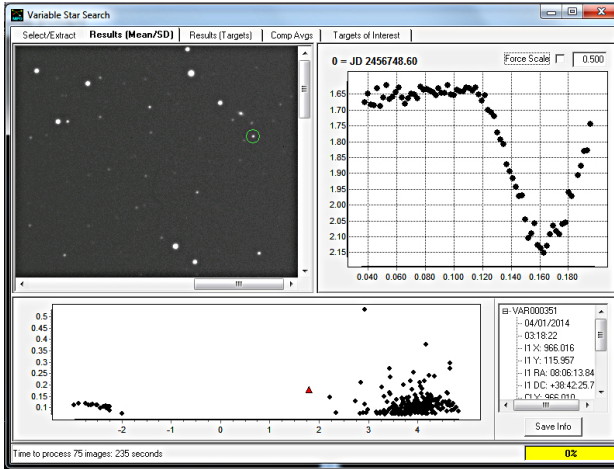 Variable Star Search
Select/Extract Results (Mean/SD) Results (Targets) Comp Avgs Targets of Interest
0 = JD 2456748.60 Force Scale 0.500
1.65
1.70
1.75
1.80
1.85
1.90
1.95
2.00
2.05
2.10
2.15
0.040 0.060 0.080 0.100 0.120 0.140 0.160 0.180
0.5
0.45
0.4
0.35
0.3
0.25
0.2
0.15
0.1
-2 0 2 3 4
VAR000351
04/01/2014
03:18:22
I1 X: 966.016
I1 Y: 115.957
I1 RA: 08:06:13.84
I1 DC: +38:42:25.7
CI X: 966.010
Save Info
Time to process 75 images: 235 seconds 0%